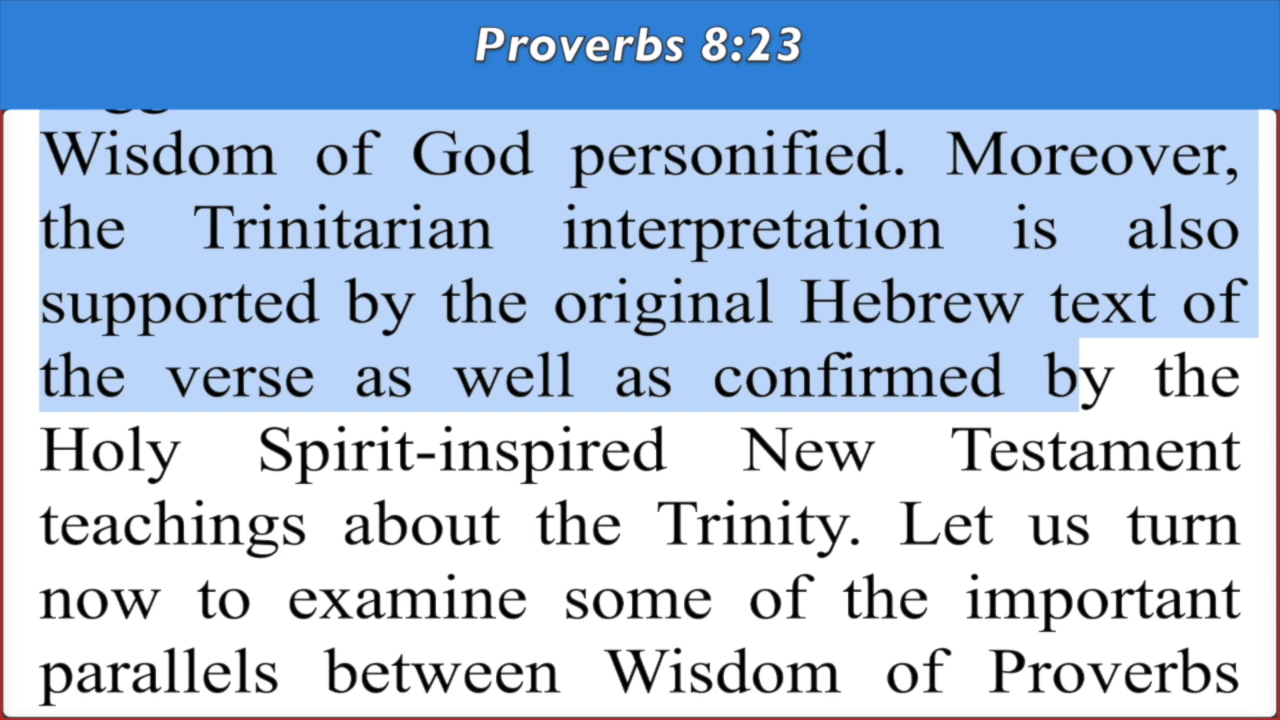 Proverbs 8:23
Wisdom of God personified. Moreover,
the Trinitarian interpretation is also
supported by the original Hebrew text of
the verse as well as confirmed by the
Holy Spirit-inspired New Testament
teachings about the Trinity. Let us turn
now to examine some of the important
parallels between Wisdom of Proverbs